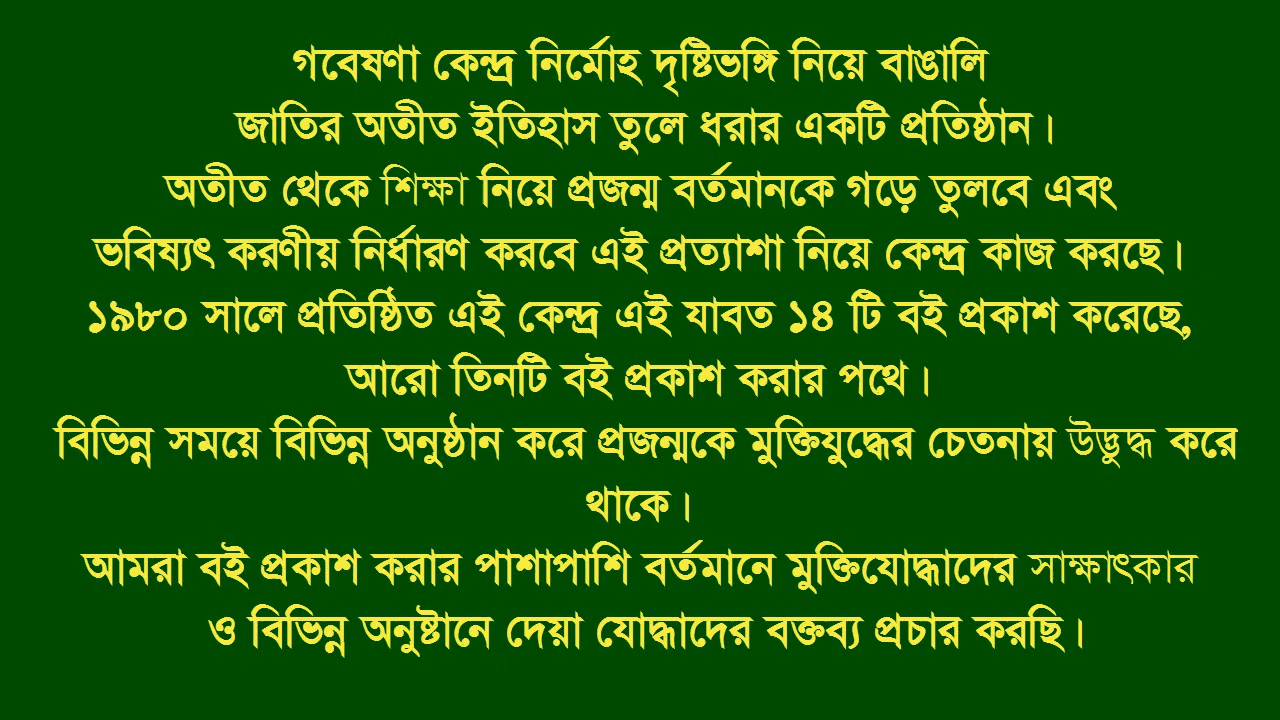 গবেষণা কেন্দ্র নির্মোহ দৃষ্টিভঙ্গি নিয়ে বাঙালি
জাতির অতীত ইতিহাস তুলে ধরার একটি প্রতিষ্ঠান।
অতীত থেকে শিক্ষা নিয়ে প্রজন্ম বর্তমানকে গড়ে তুলবে এবং
ভবিষ্যৎ করণীয় নির্ধারণ করবে এই প্রত্যাশা নিয়ে কেন্দ্র কাজ করছে।
১৯৮০ সালে প্রতিষ্ঠিত এই কেন্দ্র এই যাবত ১৪ টি বই প্রকাশ করেছে,
আরো তিনটি বই প্রকাশ করার পথে।
বিভিন্ন সময়ে বিভিন্ন অনুষ্ঠান করে প্রজন্মকে মুক্তিযুদ্ধের চেতনায় উদ্ভুদ্ধ করে
থাকে।
আমরা বই প্রকাশ করার পাশাপাশি বর্তমানে মুক্তিযোদ্ধাদের সাক্ষাৎকার
ও বিভিন্ন অনুষ্টানে দেয়া যোদ্ধাদের বক্তব্য প্রচার করছি।